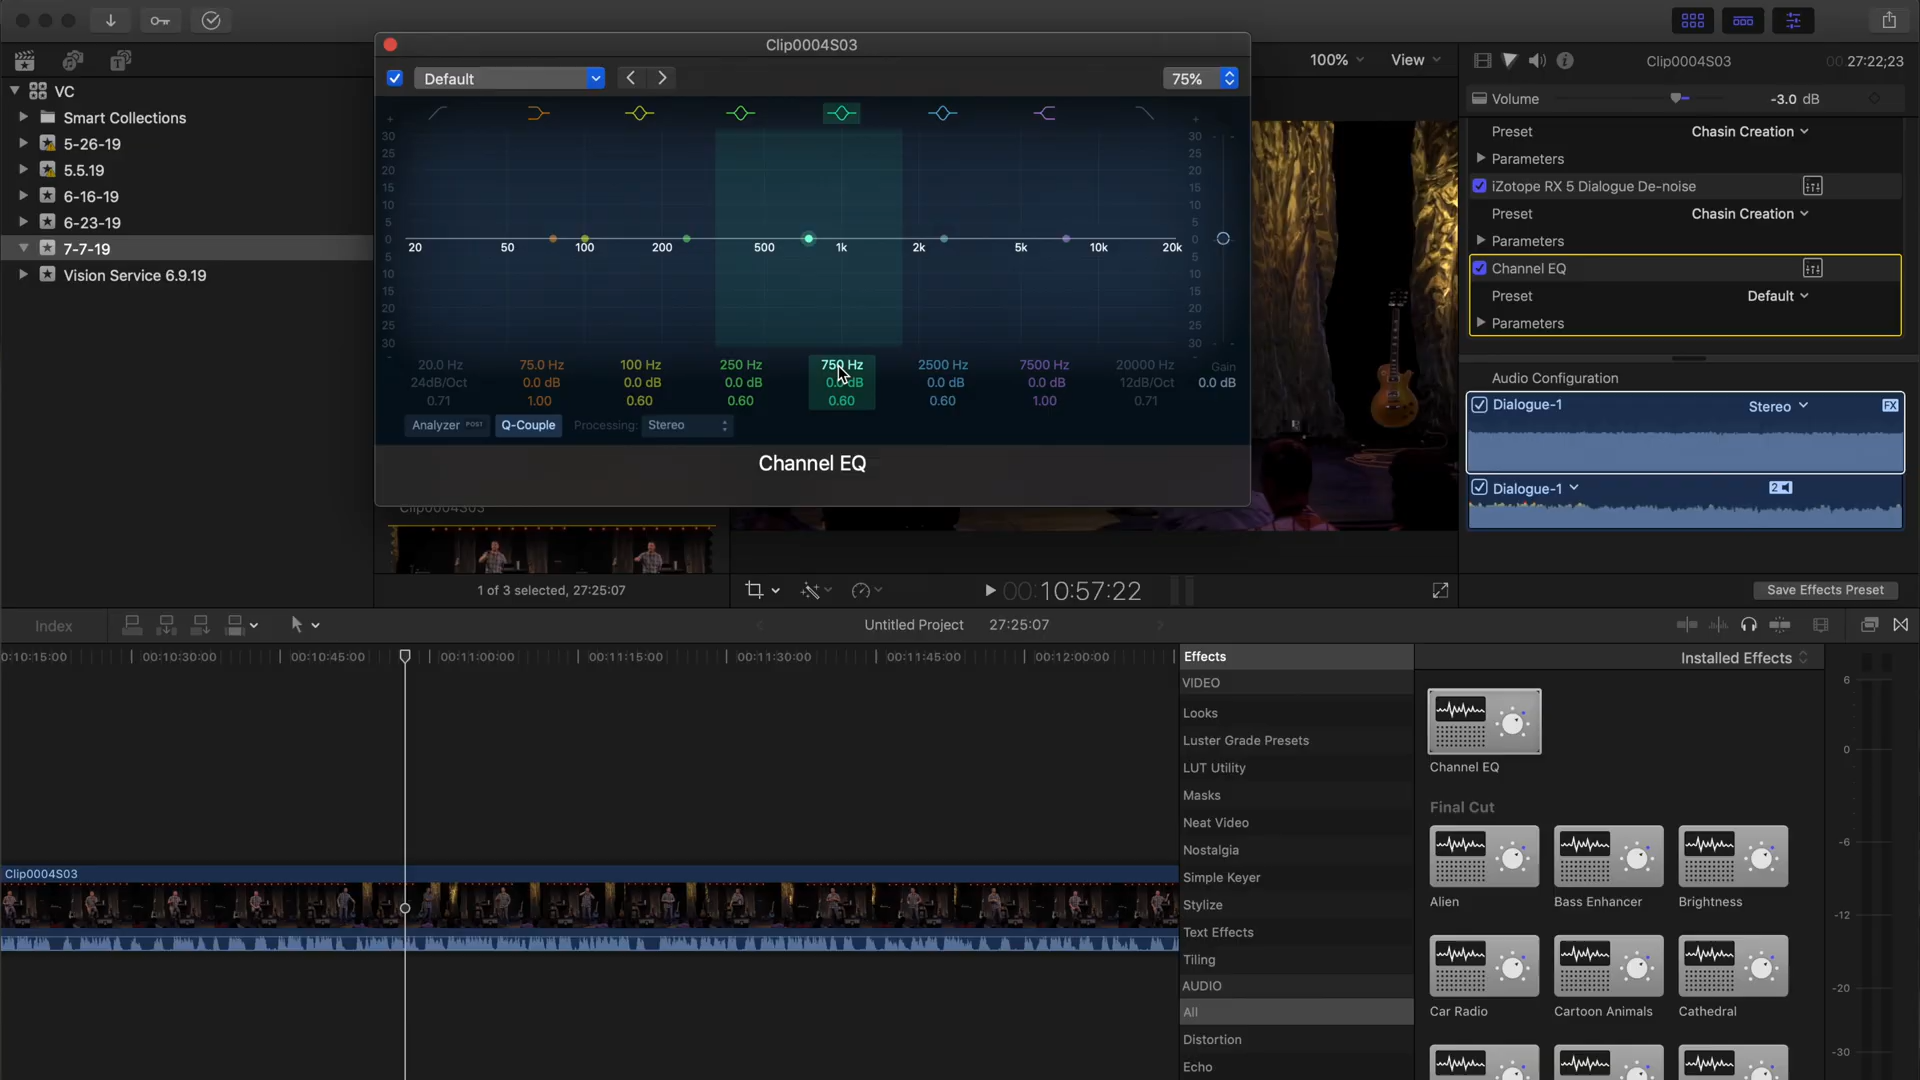 Clip0004S03
Default
75%
+ +
30 30
25 25
20 20
15 15
10 10
5 5
0 0
20 50 100 200 500 1k 2k 5k 10k 20k
5 5
10 10
15 15
20 20
25 25
30 30
- -
20.0 Hz 75.0 Hz 100 Hz 250 Hz 750 Hz 2500 Hz 7500 Hz 20000 Hz Gain
24dB/Oct 0.0 dB 0.0 dB 0.0 dB 0.0 dB 0.0 dB 0.0 dB 12dB/Oct 0.0 dB
0.71 1.00 0.60 0.60 0.60 0.60 1.00 0.71
Analyzer POST Q-Couple Processing: Stereo
Channel EQ
VC
Smart Collections
5-26-19
5.5.19
6-16-19
6-23-19
7-7-19
Vision Service 6.9.19
Clip0004S03
1 of 3 selected, 27:25:07
100% View
00:10:57:22
Clip0004S03 00:27:22;23
Volume -3.0 dB
Preset Chasin Creation
Parameters
iZotope RX 5 Dialogue De-noise
Preset Chasin Creation
Parameters
Channel EQ
Preset Default
Parameters
Audio Configuration
Dialogue-1 Stereo FX
Dialogue-1 2
Save Effects Preset
Index
Untitled Project 27:25:07
0:10:15:00 00:10:30:00 00:10:45:00 00:11:00:00 00:11:15:00 00:11:30:00 00:11:45:00 00:12:00:00
Clip0004S03
Effects
VIDEO
Looks
Luster Grade Presets
LUT Utility
Masks
Neat Video
Nostalgia
Simple Keyer
Stylize
Text Effects
Tiling
AUDIO
All
Distortion
Echo
Installed Effects
Channel EQ
Final Cut
Alien Bass Enhancer Brightness
Car Radio Cartoon Animals Cathedral
6
0
-6
-12
-20
-30